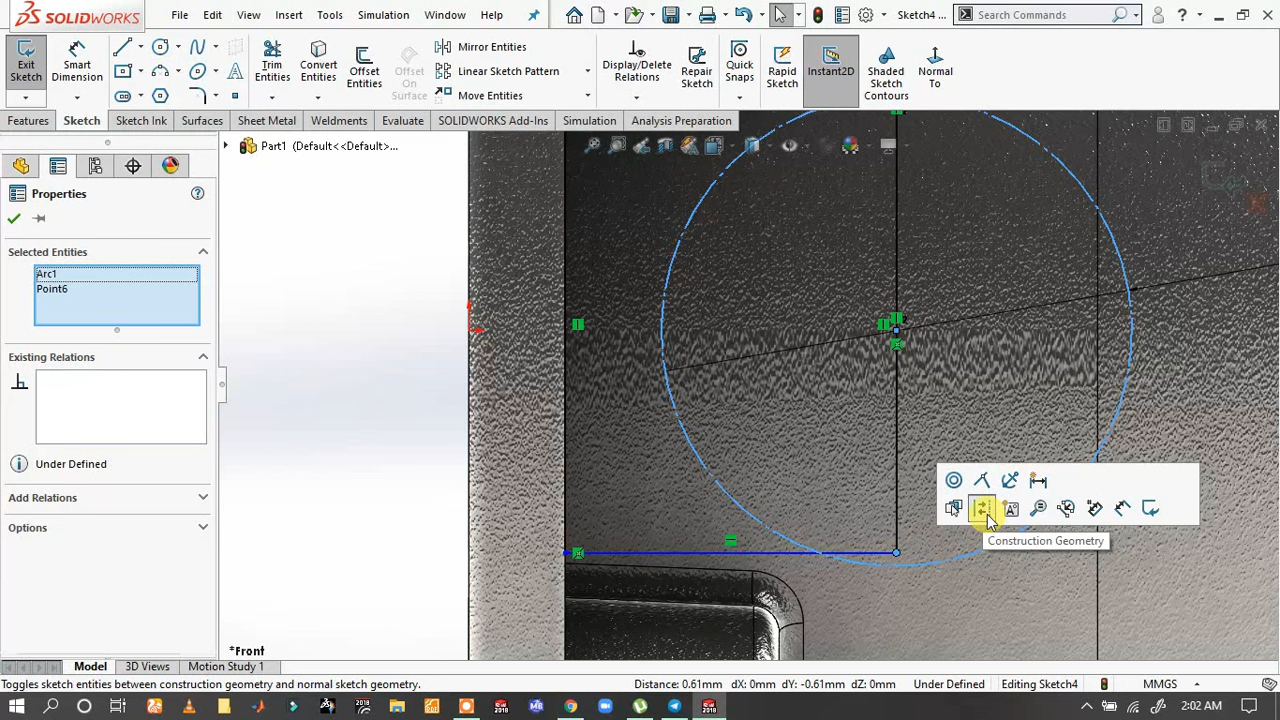 SOLIDWORKS File Edit View Insert Tools Simulation Window Help Sketch4 ... Search Commands
Exit Sketch Smart Dimension Trim Entities Convert Entities Offset Entities Offset On Surface Mirror Entities Linear Sketch Pattern Move Entities Display/Delete Relations Repair Sketch Quick Snaps Rapid Sketch Instant2D Shaded Sketch Contours Normal To
Features Sketch Sketch Ink Surfaces Sheet Metal Weldments Evaluate SOLIDWORKS Add-Ins Simulation Analysis Preparation
Part1 (Default<<Default>...
Properties
Selected Entities
Arc1
Point6
Existing Relations
Under Defined
Add Relations
Options
Construction Geometry
*Front
Model 3D Views Motion Study 1
Toggles sketch entities between construction geometry and normal sketch geometry. Distance: 0.61mm dX: 0mm dY: -0.61mm dZ: 0mm Under Defined Editing Sketch4 MMGS
2:02 AM